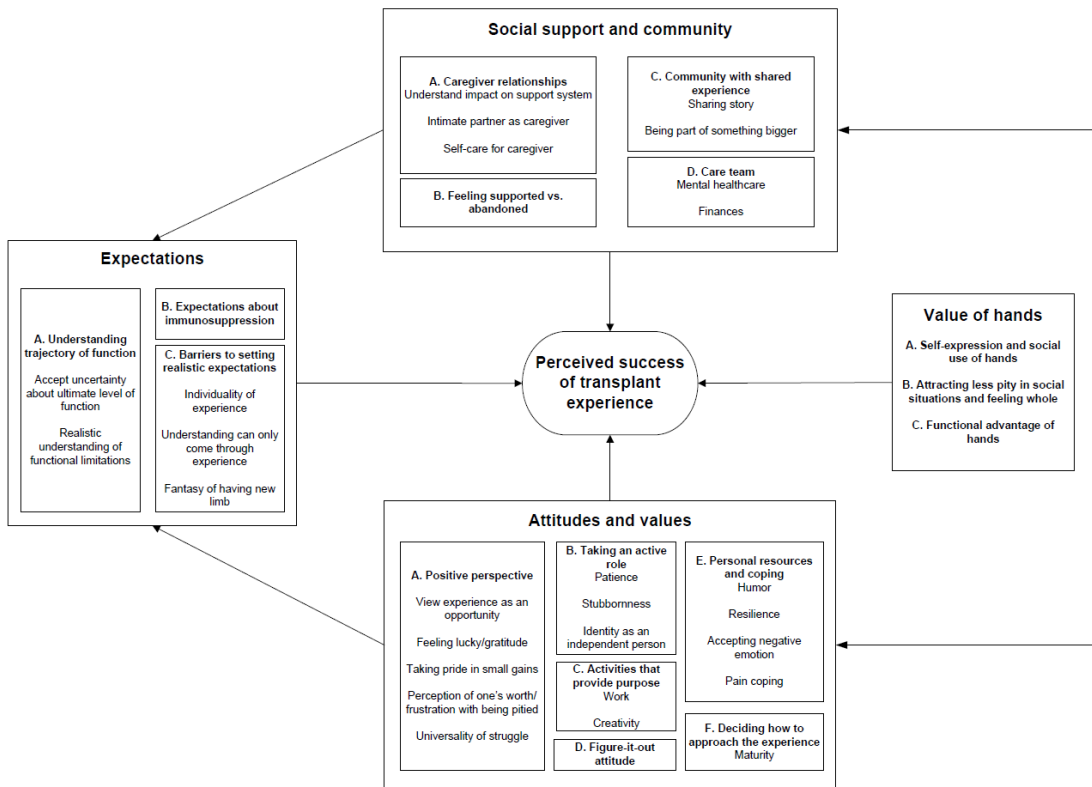 Social support and community
A. Caregiver relationships
Understand impact on support system
Intimate partner as caregiver
Self-care for caregiver
B. Feeling supported vs.
abandoned
C. Community with shared
experience
Sharing story
Being part of something bigger
D. Care team
Mental healthcare
Finances
Expectations
A. Understanding
trajectory of function
Accept uncertainty
about ultimate level of
function
Realistic
understanding of
functional limitations
B. Expectations about
immunosuppression
C. Barriers to setting
realistic expectations
Individuality of
experience
Understanding can only
come through
experience
Fantasy of having new
limb
Perceived success
of transplant
experience
Value of hands
A. Self-expression and social
use of hands
B. Attracting less pity in social
situations and feeling whole
C. Functional advantage of
hands
Attitudes and values
A. Positive perspective
View experience as an
opportunity
Feeling lucky/gratitude
Taking pride in small gains
Perception of one's worth/
frustration with being pitied
Universality of struggle
B. Taking an active
role
Patience
Stubbornness
Identity as an
independent person
C. Activities that
provide purpose
Work
Creativity
D. Figure-it-out
attitude
E. Personal resources
and coping
Humor
Resilience
Accepting negative
emotion
Pain coping
F. Deciding how to
approach the experience
Maturity